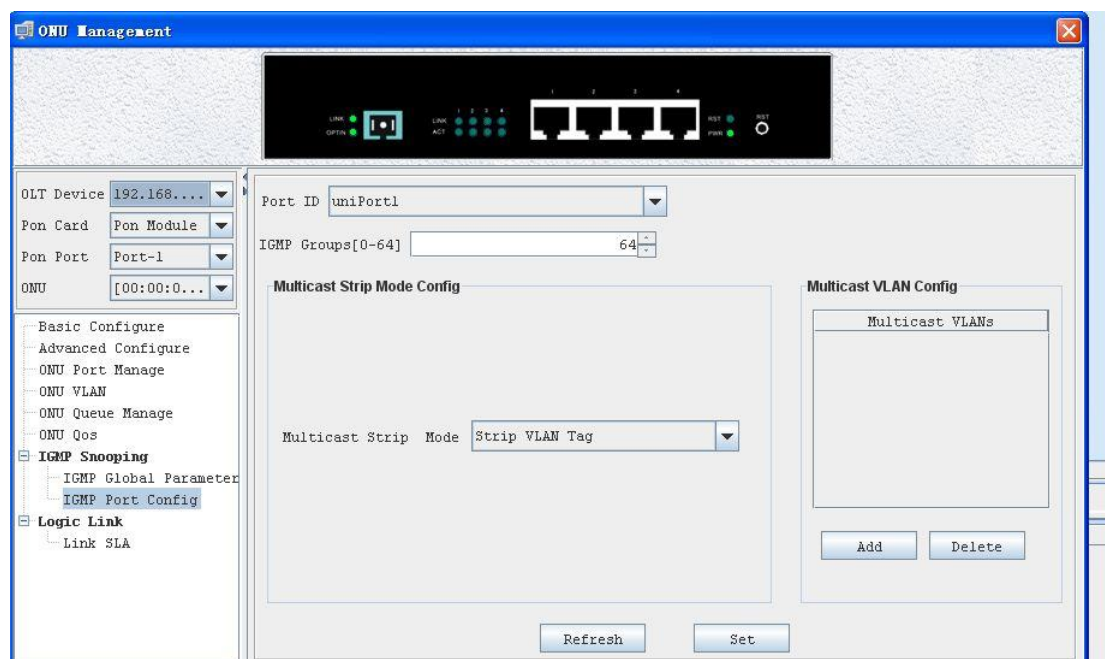 ONU Management
1 2 3 4
LINK
OPTIN
1 2 3 4
LINK
ACT
RST
PWR
RST
OLT Device 192.168....
Pon Card Pon Module
Pon Port Port-1
ONU [00:00:0...
Basic Configure
Advanced Configure
ONU Port Manage
ONU VLAN
ONU Queue Manage
ONU Qos
IGMP Snooping
IGMP Global Parameter
IGMP Port Config
Logic Link
Link SLA
Port ID uniPort1
IGMP Groups[0-64] 64
Multicast Strip Mode Config
Multicast Strip Mode Strip VLAN Tag
Multicast VLAN Config
Multicast VLANs
Add Delete
Refresh Set